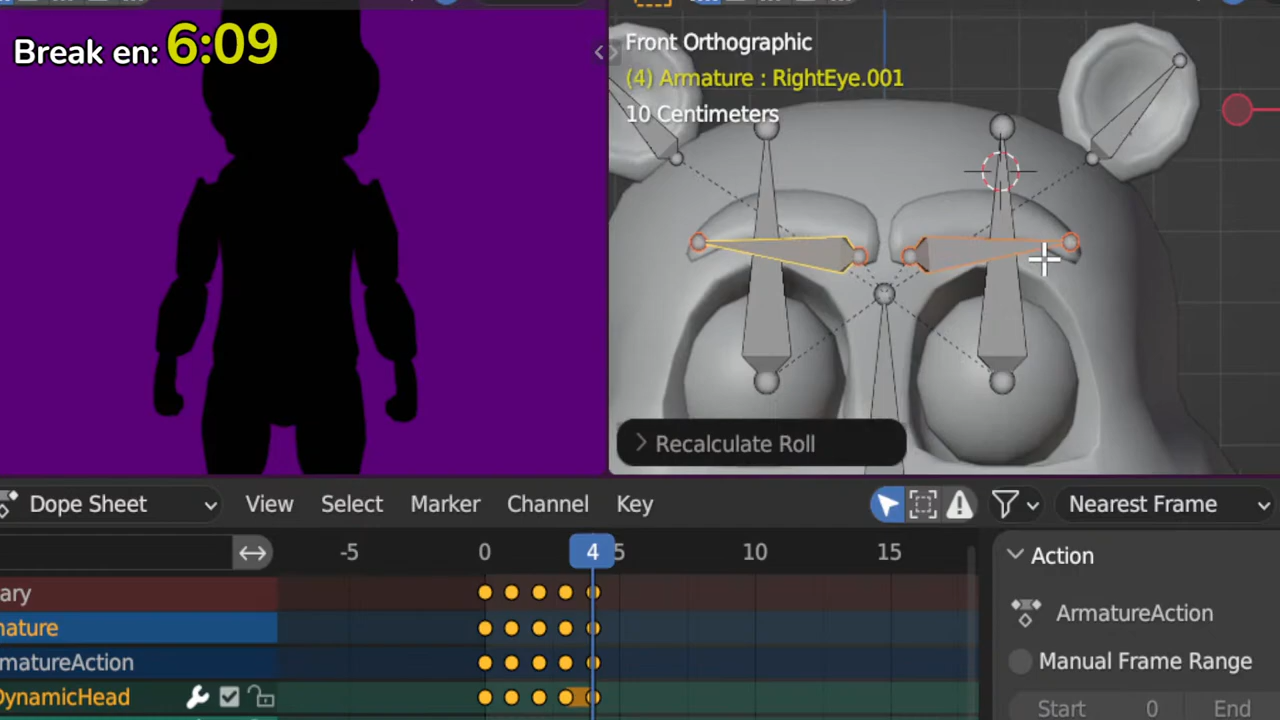 Break en: 6:09
Front Orthographic
(4) Armature : RightEye.001
10 Centimeters
Recalculate Roll
Dope Sheet View Select Marker Channel Key Nearest Frame
-5 0 4 5 10 15
Action
ary
nature
ArmatureAction
matureAction
Manual Frame Range
DynamicHead
Start 0 End